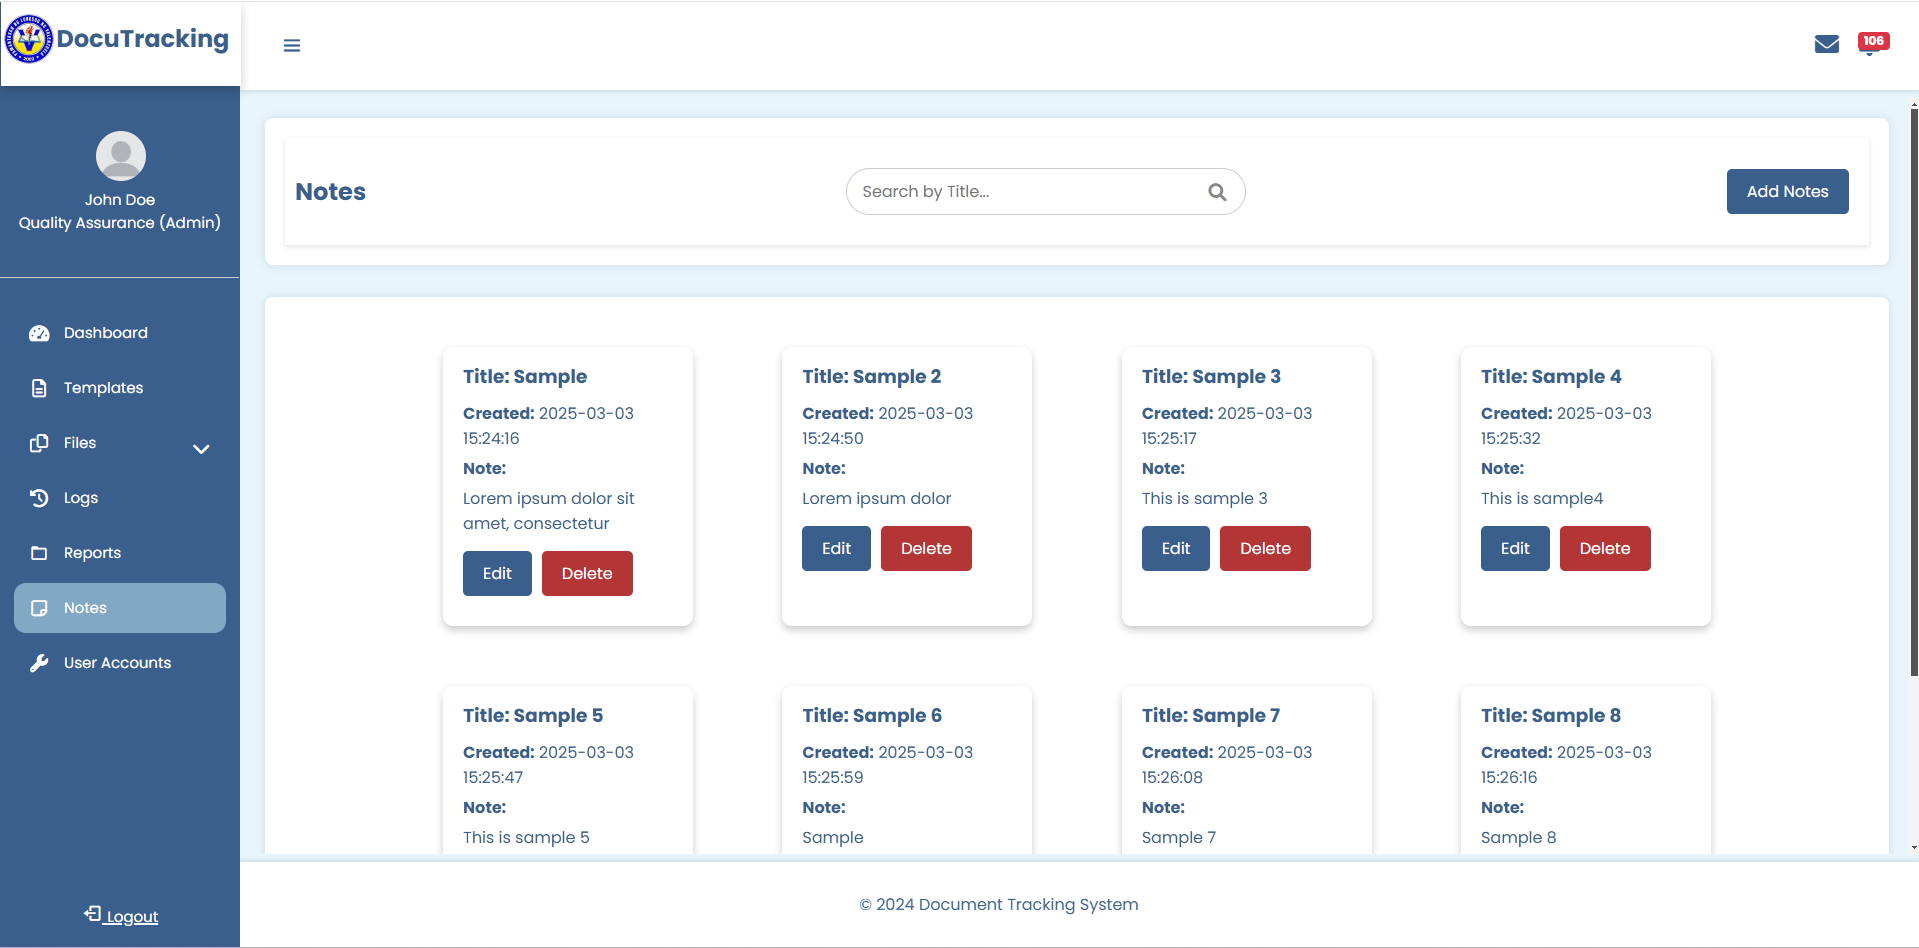 DocuTracking
106
John Doe
Quality Assurance (Admin)
Dashboard
Templates
Files
Logs
Reports
Notes
User Accounts
Logout
Notes
Search by Title...
Add Notes
Title: Sample
Created: 2025-03-03
15:24:16
Note:
Lorem ipsum dolor sit
amet, consectetur
Edit
Delete
Title: Sample 2
Created: 2025-03-03
15:24:50
Note:
Lorem ipsum dolor
Edit
Delete
Title: Sample 3
Created: 2025-03-03
15:25:17
Note:
This is sample 3
Edit
Delete
Title: Sample 4
Created: 2025-03-03
15:25:32
Note:
This is sample4
Edit
Delete
Title: Sample 5
Created: 2025-03-03
15:25:47
Note:
This is sample 5
Title: Sample 6
Created: 2025-03-03
15:25:59
Note:
Sample
Title: Sample 7
Created: 2025-03-03
15:26:08
Note:
Sample 7
Title: Sample 8
Created: 2025-03-03
15:26:16
Note:
Sample 8
© 2024 Document Tracking System